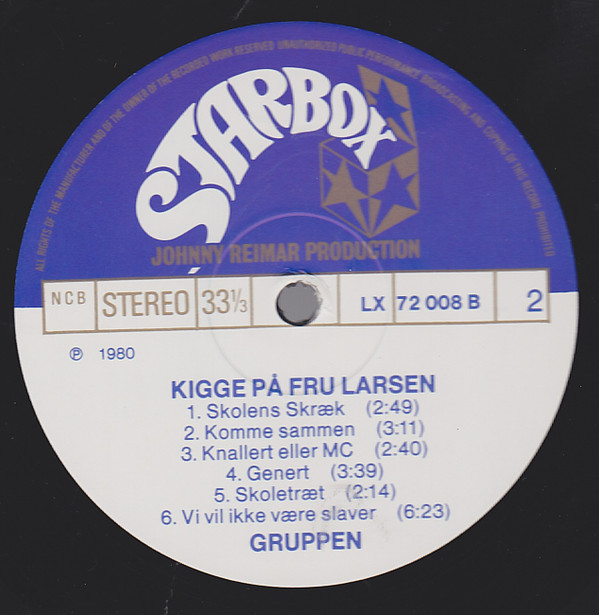 ALL RIGHTS OF THE MANUFACTURER AND OF THE OWNER OF THE RECORDED WORK RESERVED UNAUTHORIZED PUBLIC PERFORMANCE BROADCASTING AND COPYING OF THIS RECORD PROHIBITED
STARBOX
JOHNNY REIMAR PRODUCTION
NCB STEREO 33⅓ LX 72 008 B 2
℗ 1980
KIGGE PÅ FRU LARSEN
1. Skolens Skræk (2:49)
2. Komme sammen (3:11)
3. Knallert eller MC (2:40)
4. Genert (3:39)
5. Skoletræt (2:14)
6. Vi vil ikke være slaver (6:23)
GRUPPEN